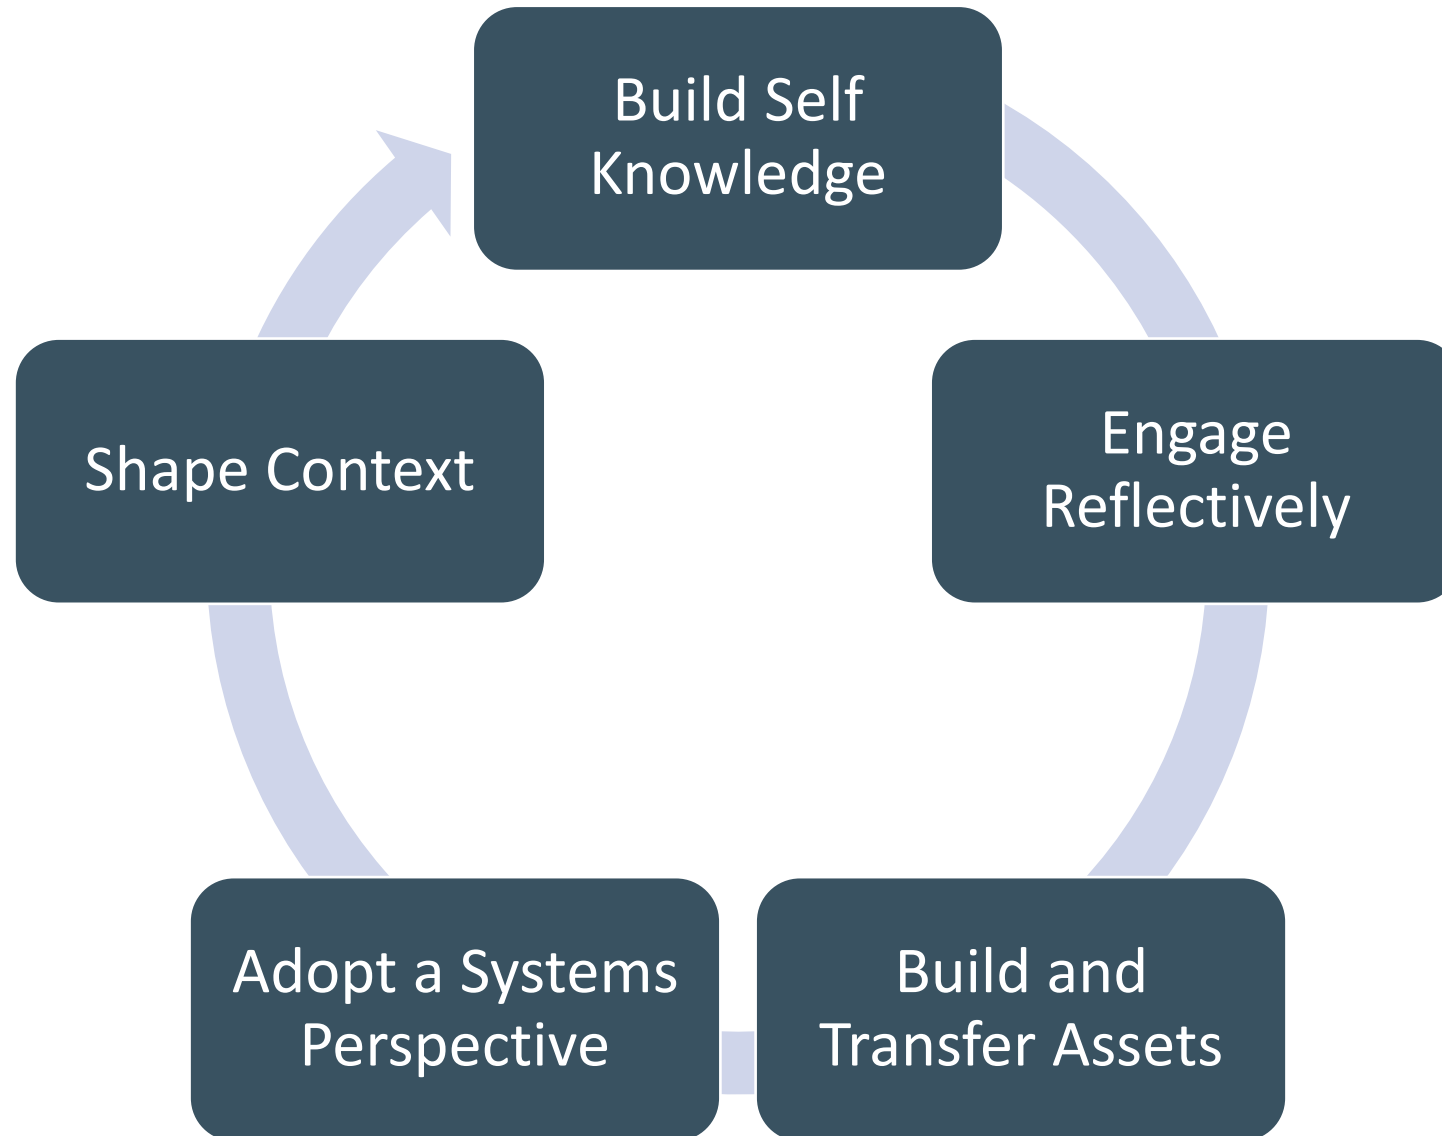 Build Self
Knowledge
Engage
Reflectively
Build and
Transfer Assets
Adopt a Systems
Perspective
Shape Context